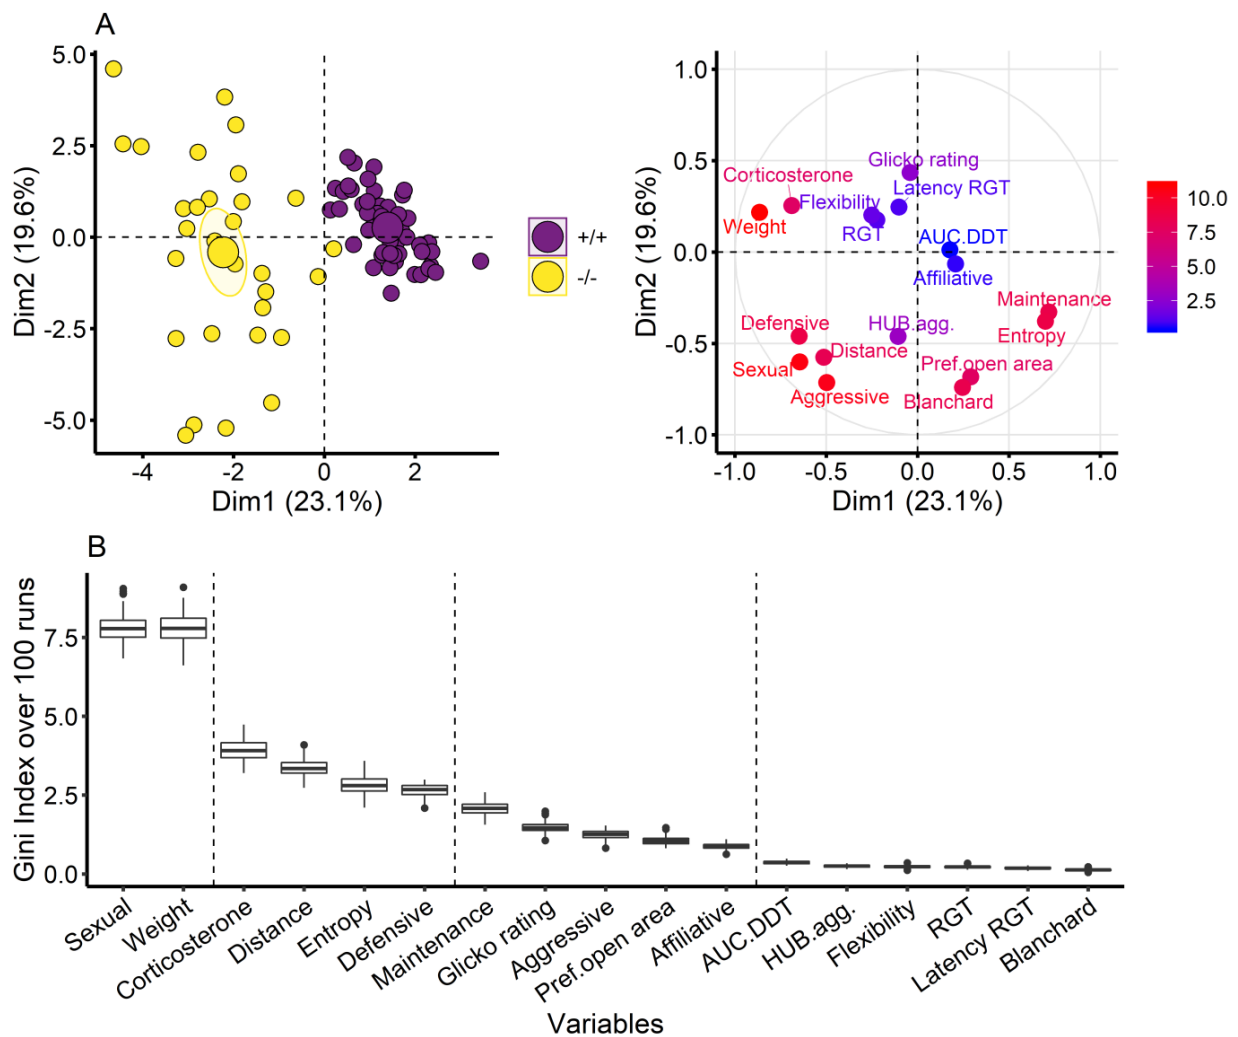 A
Dim2 (19.6%)
5.0
2.5
0.0
-2.5
-5.0
-4
-2
0
2
Dim1 (23.1%)
+/+
-/-
Dim2 (19.6%)
1.0
0.5
0.0
-0.5
-1.0
Glicko rating
Corticosterone
Latency RGT
Flexibility
Weight
RGT
AUC.DDT
Affiliative
Maintenance
Defensive
HUB.agg.
Entropy
Distance
Pref.open area
Sexual
Aggressive
Blanchard
-1.0
-0.5
0.0
0.5
1.0
Dim1 (23.1%)
10.0
7.5
5.0
2.5
B
Gini Index over 100 runs
7.5
5.0
2.5
0.0
Sexual
Weight
Corticosterone
Distance
Entropy
Defensive
Maintenance
Glicko rating
Aggressive
Pref.open area
Affiliative
AUC.DDT
HUB.agg.
Flexibility
RGT
Latency RGT
Blanchard
Variables